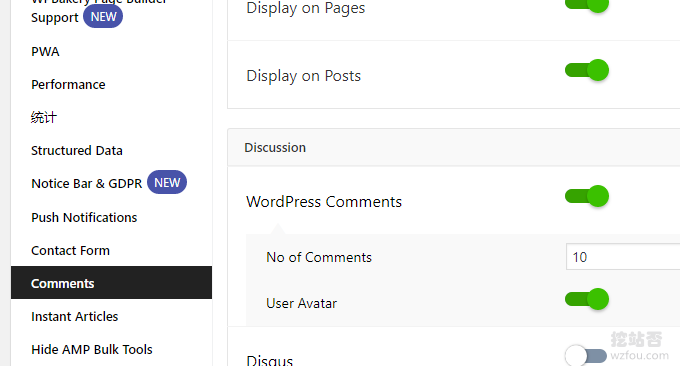 WPBakery Page Builder
Support NEW
PWA
Performance
统计
Structured Data
Notice Bar & GDPR NEW
Push Notifications
Contact Form
Comments
Instant Articles
Hide AMP Bulk Tools
Display on Pages
Display on Posts
Discussion
WordPress Comments
No of Comments
10
User Avatar
Disqus
挖站否
wzfou.com